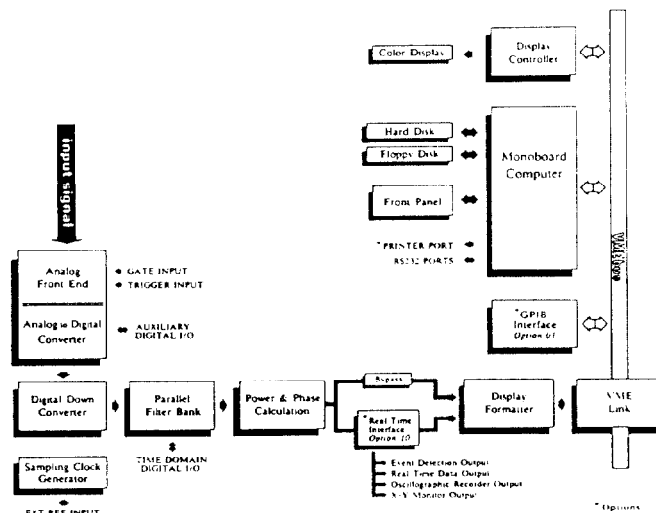 Color Display
Display
Controller
input signal
Hard Disk
Floppy Disk
Monoboard
Computer
Front Panel
* PRINTER PORT
RS232 PORTS
Analog
Front End
GATE INPUT
TRIGGER INPUT
Analog to Digital
Converter
AUXILIARY
DIGITAL I/O
* GPIB
Interface
Digital Down
Converter
Parallel
Filter Bank
Power & Phase
Calculation
Bypass
* Real Time
Interface
Option 10
Display
Formatter
VME
Link
TIME DOMAIN
DIGITAL I/O
Sampling Clock
Generator
EXT REF INPUT
Event Detection Output
Real Time Data Output
Oscillographic Recorder Output
X-Y Monitor Output
* Options